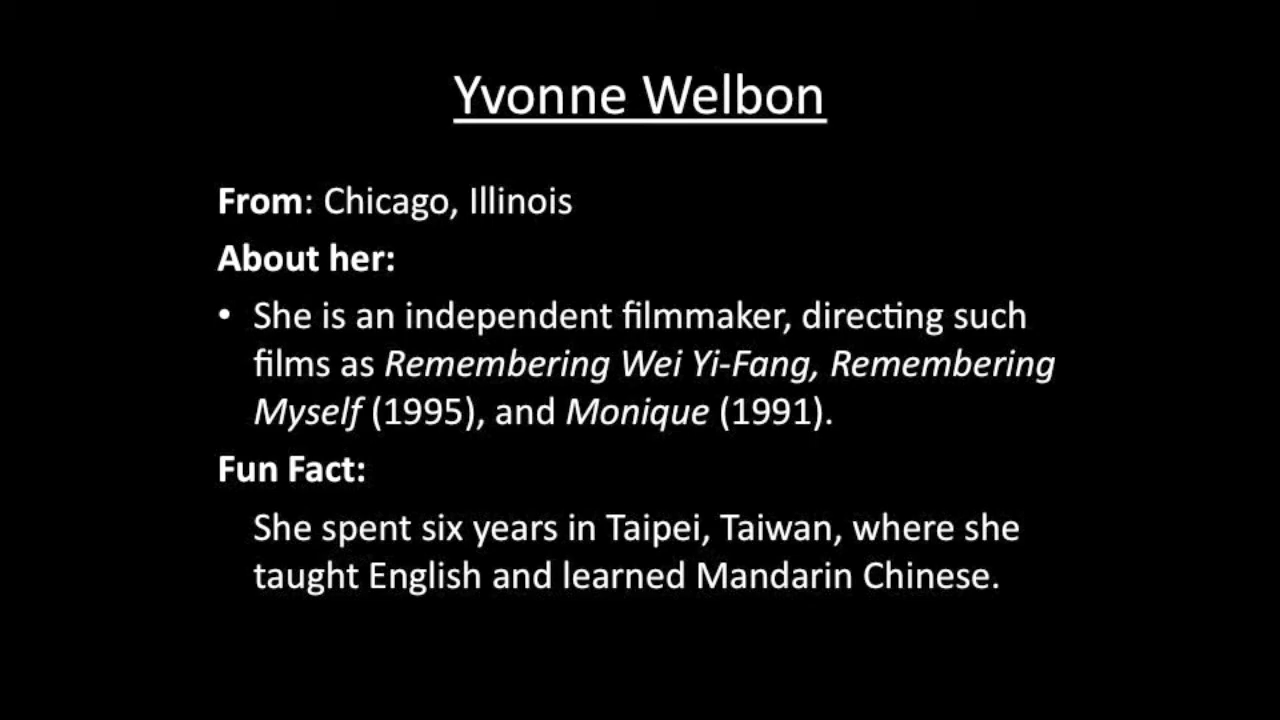 Yvonne Welbon
From: Chicago, Illinois
About her:
• She is an independent filmmaker, directing such
films as Remembering Wei Yi-Fang, Remembering
Myself (1995), and Monique (1991).
Fun Fact:
She spent six years in Taipei, Taiwan, where she
taught English and learned Mandarin Chinese.